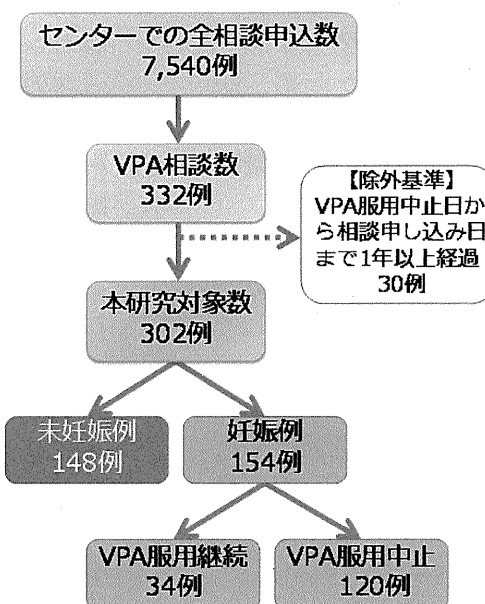 センターでの全相談申込数
7,540例
VPA相談数
332例
【除外基準】
VPA服用中止日か
ら相談申し込み日
まで1年以上経過
30例
本研究対象数
302例
未妊娠例
148例
妊娠例
154例
VPA服用継続
34例
VPA服用中止
120例